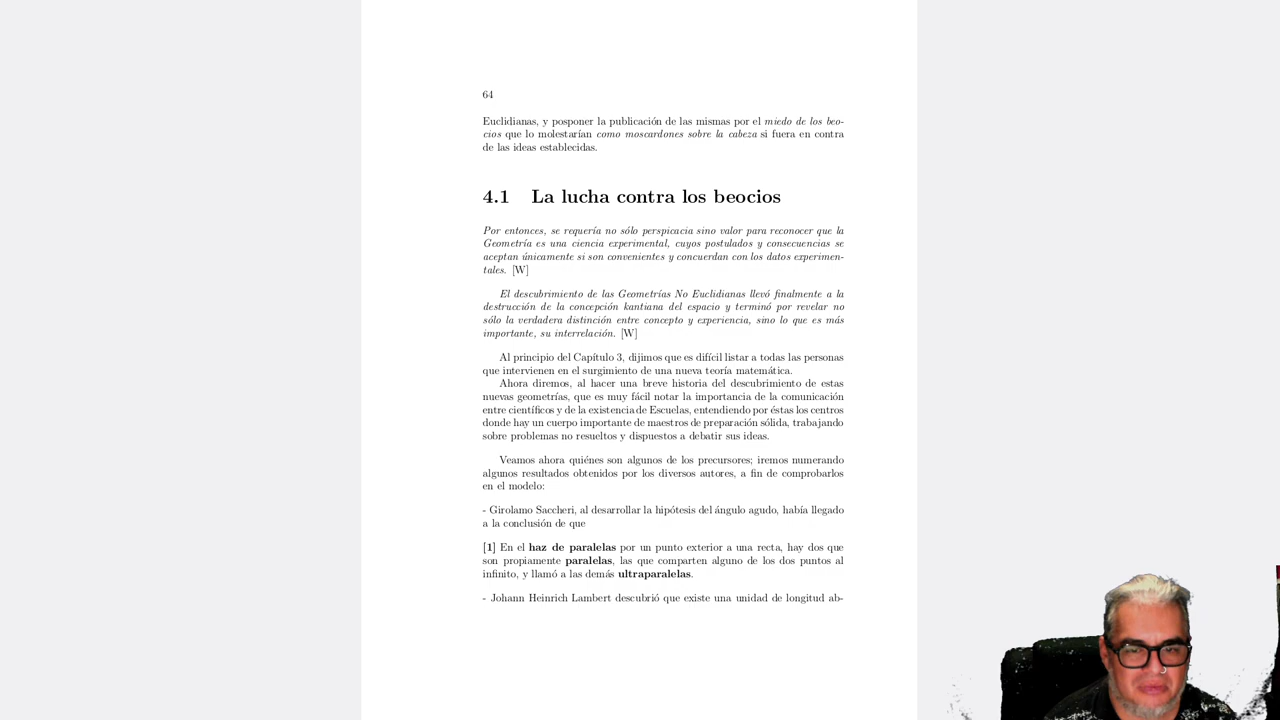 64
Euclidianas, y posponer la publicación de las mismas por el miedo de los beo-
cios que lo molestarían como moscardones sobre la cabeza si fuera en contra
de las ideas establecidas.
4.1 La lucha contra los beocios
Por entonces, se requería no sólo perspicacia sino valor para reconocer que la
Geometría es una ciencia experimental, cuyos postulados y consecuencias se
aceptan únicamente si son convenientes y concuerdan con los datos experimen-
tales. [W]
El descubrimiento de las Geometrías No Euclidianas llevó finalmente a la
destrucción de la concepción kantiana del espacio y terminó por revelar no
sólo la verdadera distinción entre concepto y experiencia, sino lo que es más
importante, su interrelación. [W]
Al principio del Capítulo 3, dijimos que es difícil listar a todas las personas
que intervienen en el surgimiento de una nueva teoría matemática.
Ahora diremos, al hacer una breve historia del descubrimiento de estas
nuevas geometrías, que es muy fácil notar la importancia de la comunicación
entre científicos y de la existencia de Escuelas, entendiendo por éstas los centros
donde hay un cuerpo importante de maestros de preparación sólida, trabajando
sobre problemas no resueltos y dispuestos a debatir sus ideas.
Veamos ahora quiénes son algunos de los precursores; iremos numerando
algunos resultados obtenidos por los diversos autores, a fin de comprobarlos
en el modelo:
- Girolamo Saccheri, al desarrollar la hipótesis del ángulo agudo, había llegado
a la conclusión de que
[1] En el haz de paralelas por un punto exterior a una recta, hay dos que
son propiamente paralelas, las que comparten alguno de los dos puntos al
infinito, y llamó a las demás ultraparalelas.
- Johann Heinrich Lambert descubrió que existe una unidad de longitud ab-